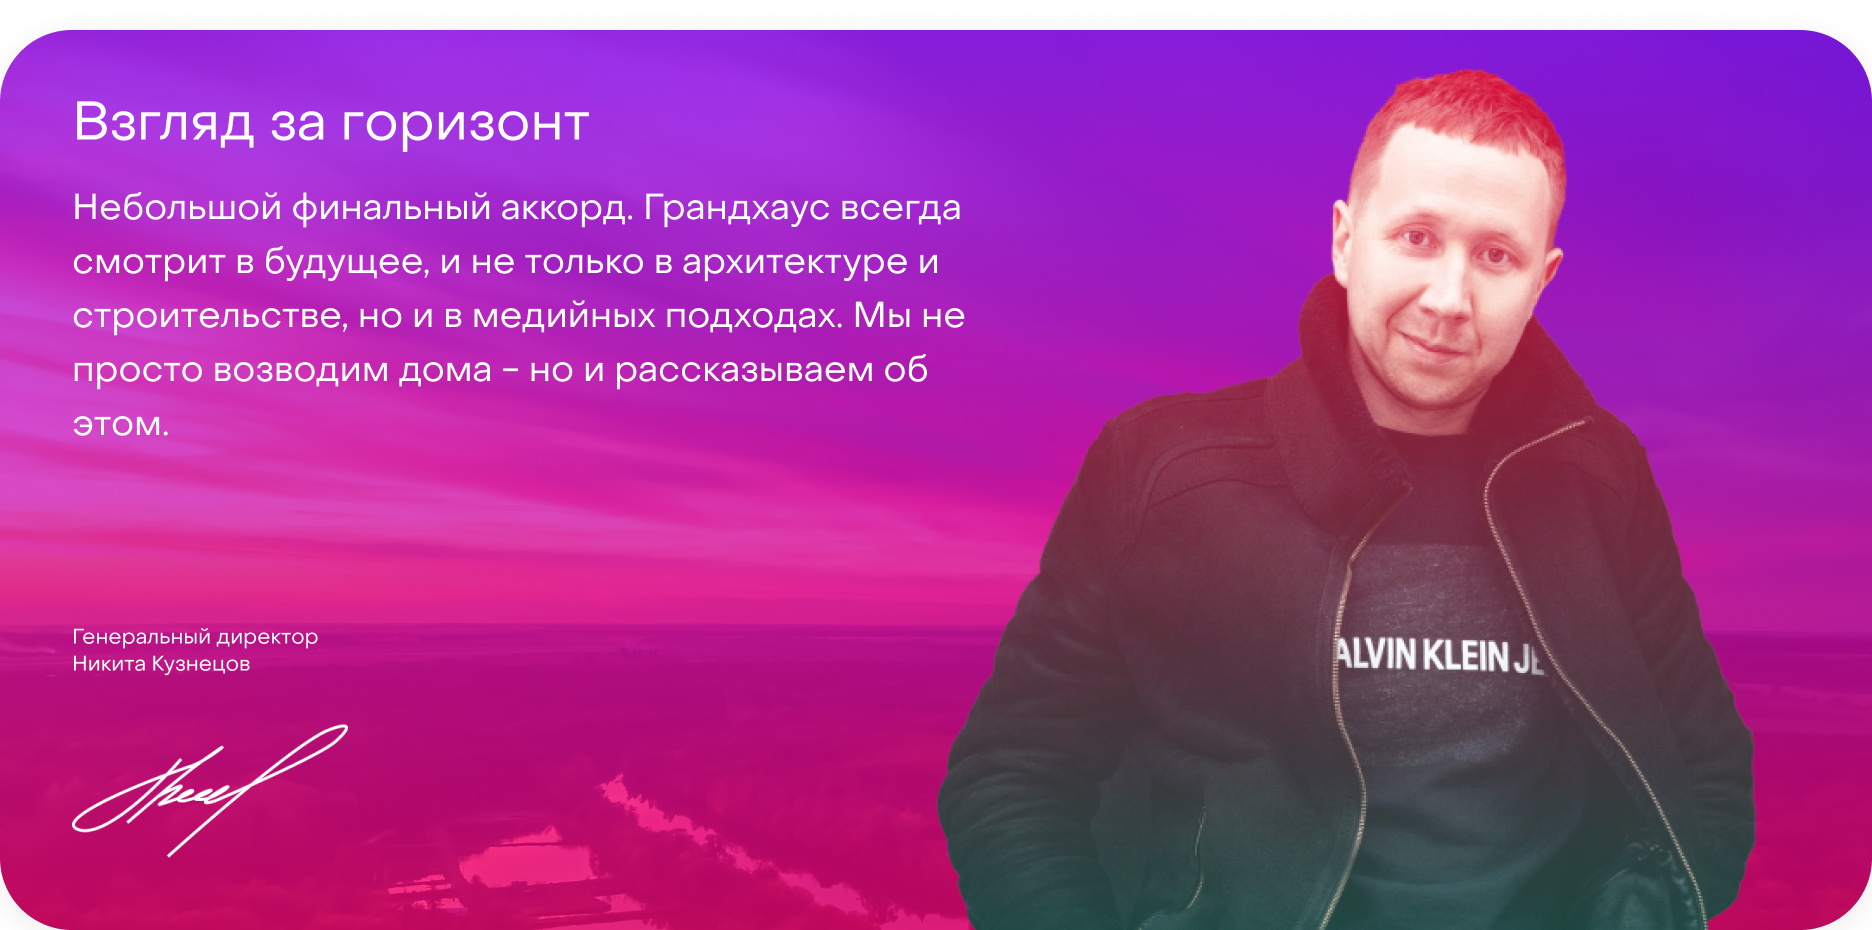 Взгляд за горизонт
Небольшой финальный аккорд. Грандхаус всегда
смотрит в будущее, и не только в архитектуре и
строительстве, но и в медийных подходах. Мы не
просто возводим дома – но и рассказываем об
этом.
Генеральный директор
Никита Кузнецов
ALVIN KLEIN JE